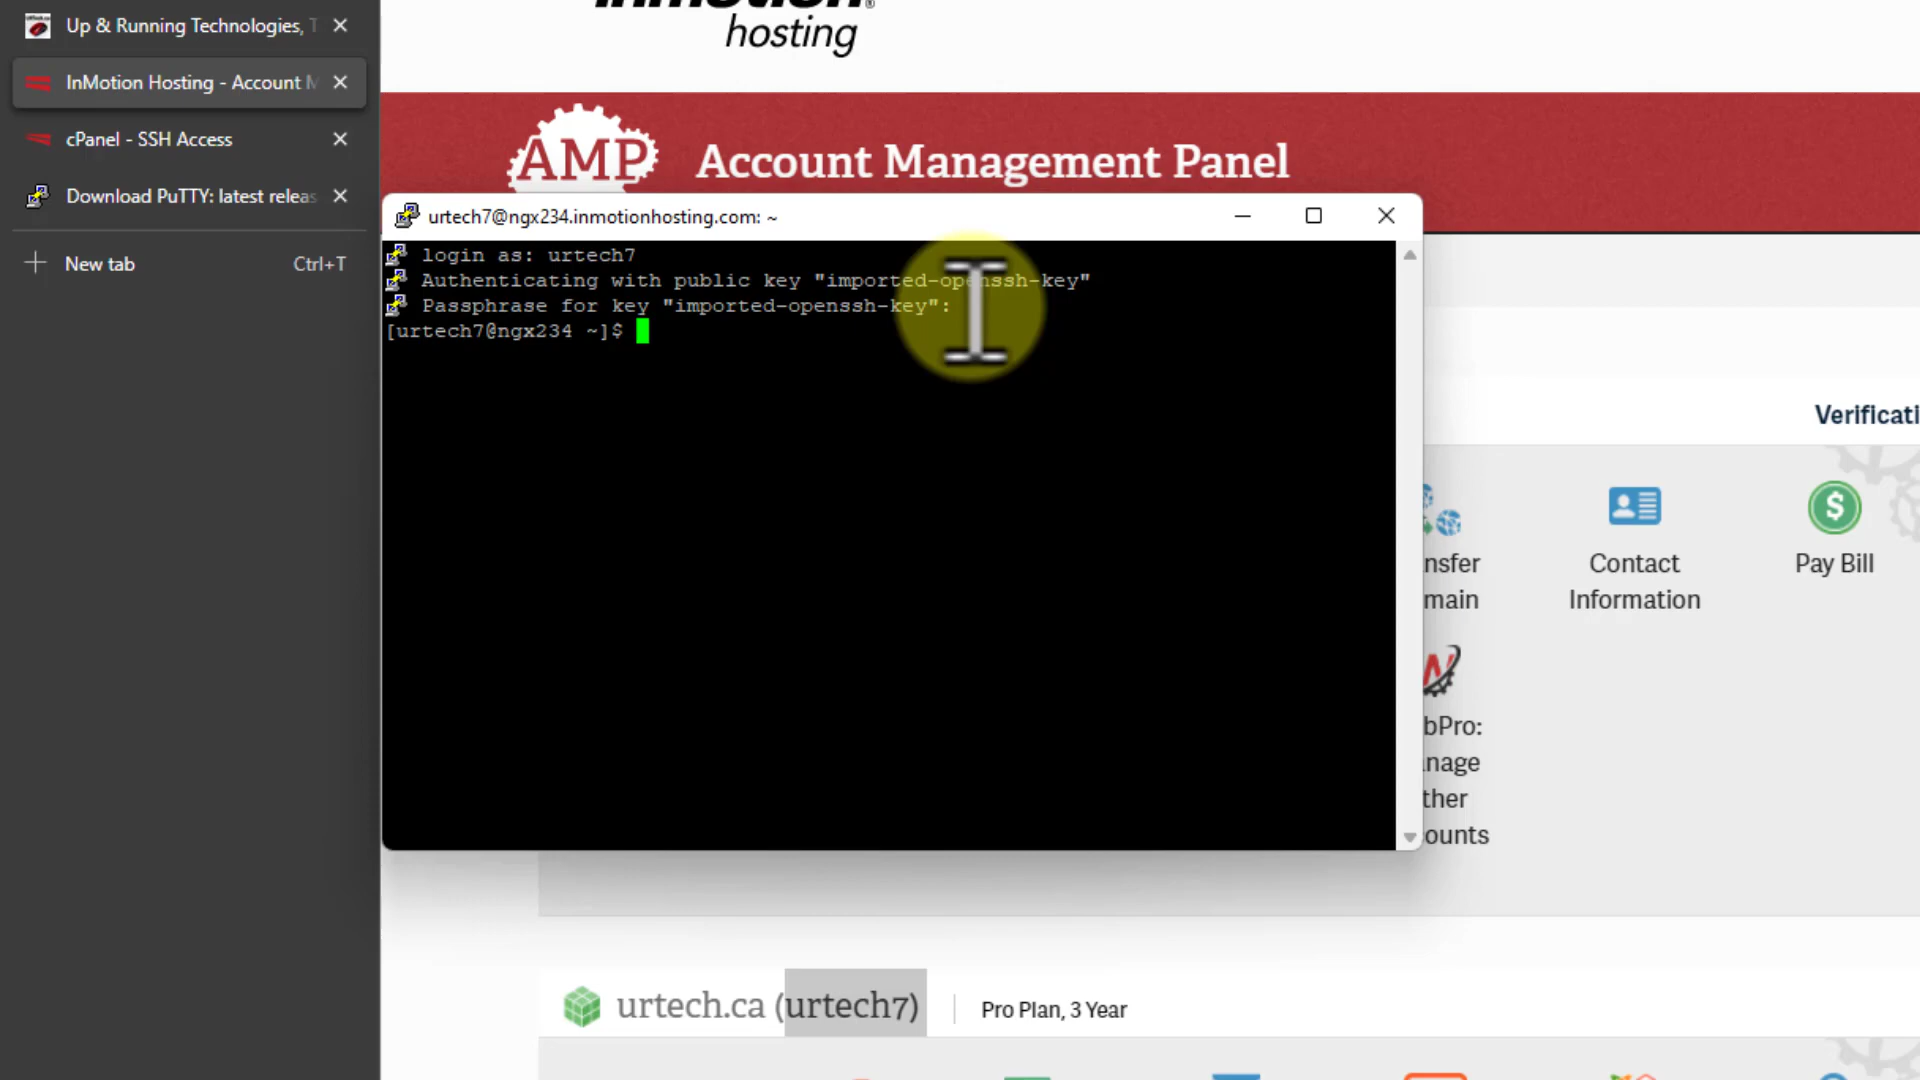 Up & Running Technologies, T
InMotion Hosting - Account M
cPanel - SSH Access
Download PuTTY: latest releas
New tab Ctrl+T
inmotion®
hosting
AMP Account Management Panel
urtech7@ngx234.inmotionhosting.com: ~
login as: urtech7
Authenticating with public key "imported-openssh-key"
Passphrase for key "imported-openssh-key":
[urtech7@ngx234 ~]$
Verificati
nsfer
main
Contact
Information
Pay Bill
bPro:
nage
ther
ounts
urtech.ca (urtech7) Pro Plan, 3 Year